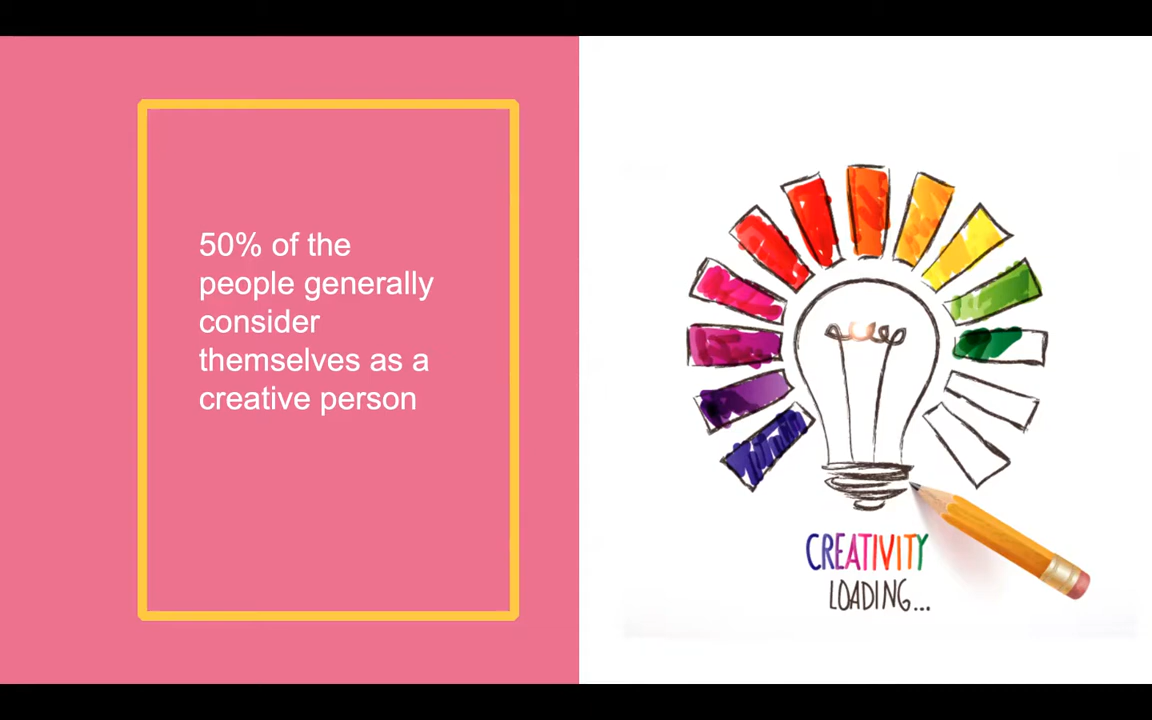 50% of the
people generally
consider
themselves as a
creative person
CREATIVITY
LOADING...